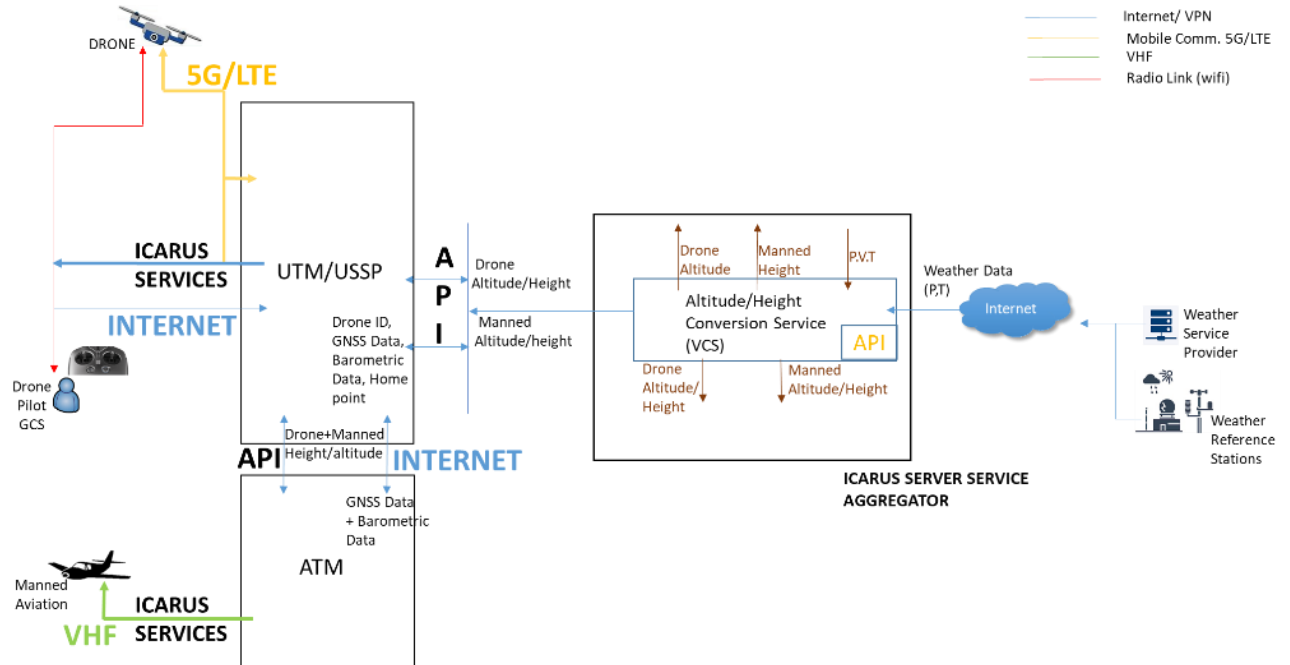 Internet/ VPN
Mobile Comm. 5G/LTE
VHF
Radio Link (wifi)
DRONE
5G/LTE
ICARUS
SERVICES
INTERNET
UTM/USSP
Drone ID,
GNSS Data,
Barometric
Data, Home
point
A
P
I
Drone
Altitude/Height
Manned
Altitude/height
Drone
Altitude
Manned
Height
P.V.T
Altitude/Height
Conversion Service
(VCS)
API
Drone
Altitude/
Height
Manned
Altitude/Height
Weather Data
(P,T)
Internet
Weather
Service
Provider
Weather
Reference
Stations
ICARUS SERVER SERVICE
AGGREGATOR
Drone
Pilot
GCS
Drone+Manned
Height/altitude
API
INTERNET
GNSS Data
+ Barometric
Data
ATM
Manned
Aviation
ICARUS
SERVICES
VHF